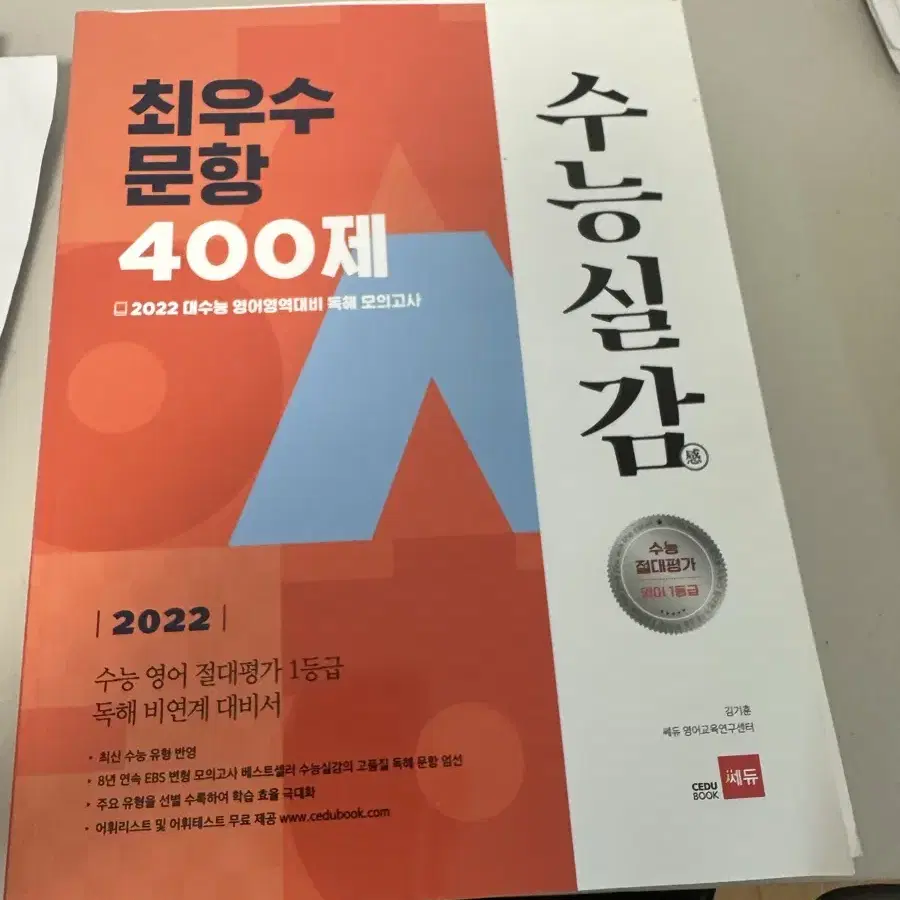 최우수
문항
400제
2022 대수능 영어영역대비 독해 모의고사
수능실감
感
수능
절대평가
영어 1등급
| 2022 |
수능 영어 절대평가 1등급
독해 비연계 대비서
• 최신 수능 유형 반영
• 8년 연속 EBS 변형 모의고사 베스트셀러 수능실감의 고품질 독해 문항 엄선
• 주요 유형을 선별 수록하여 학습 효율 극대화
• 어휘리스트 및 어휘테스트 무료 제공 www.cedubook.com
김기훈
쎄듀 영어교육연구센터
CEDU
BOOK
쎄듀